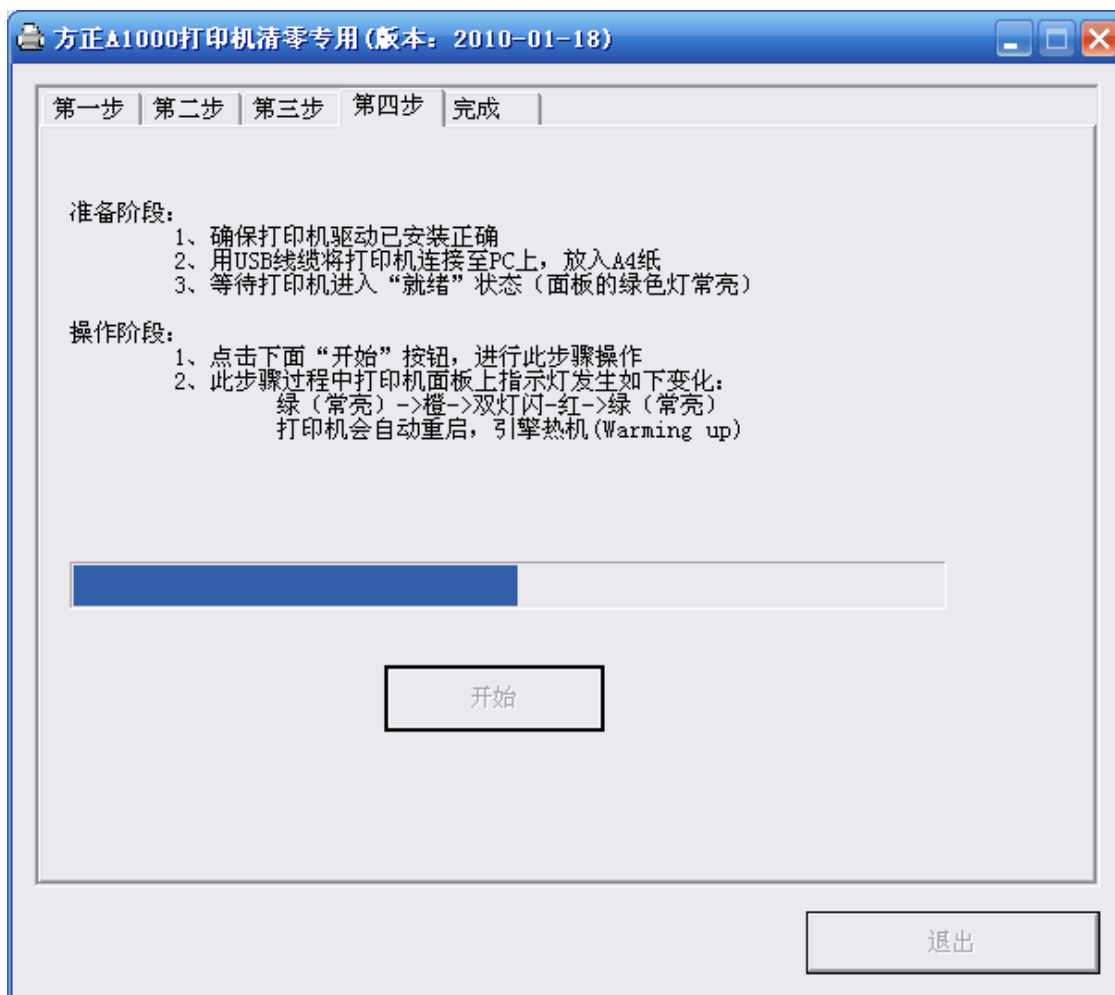 方正A1000打印机清零专用(版本：2010-01-18)
第一步 第二步 第三步 第四步 完成
准备阶段：
1、确保打印机驱动已安装正确
2、用USB线缆将打印机连接至PC上，放入A4纸
3、等待打印机进入“就绪”状态（面板的绿色灯常亮）
操作阶段：
1、点击下面“开始”按钮，进行此步骤操作
2、此步骤过程中打印机面板上指示灯发生如下变化：
绿（常亮）->橙->双灯闪-红->绿（常亮）
打印机会自动重启，引擎热机(Warming up)
开始
退出